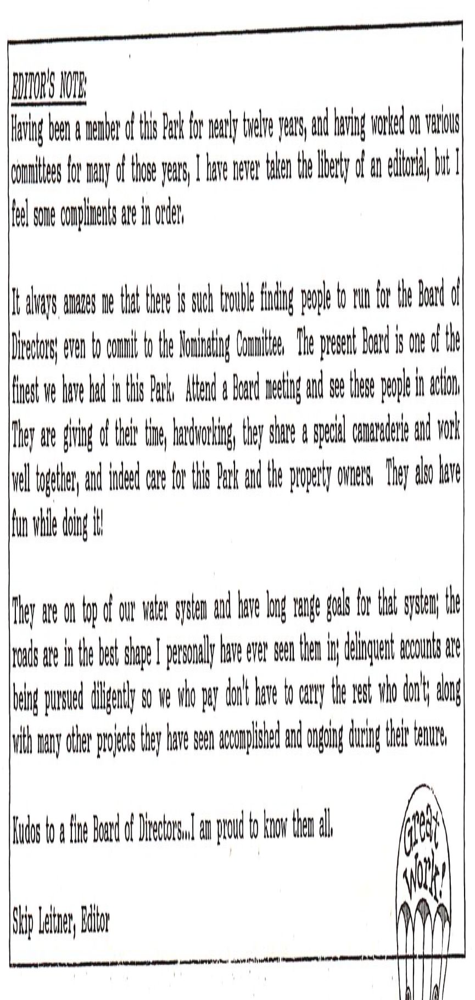 EDITOR'S NOTE:
Having been a member of this Park for nearly twelve years, and having worked on various
committees for many of those years, I have never taken the liberty of an editorial, but I
feel some compliments are in order.
It always amazes me that there is such trouble finding people to run for the Board of
Directors; even to commit to the Nominating Committee. The present Board is one of the
finest we have had in this Park. Attend a Board meeting and see these people in action.
They are giving of their time, hardworking, they share a special camaraderie and work
well together, and indeed care for this Park and the property owners. They also have
fun while doing it!
They are on top of our water system and have long range goals for that system; the
roads are in the best shape I personally have ever seen them in; delinquent accounts are
being pursued diligently so we who pay don't have to carry the rest who don't; along
with many other projects they have seen accomplished and ongoing during their tenure.
Kudos to a fine Board of Directors...I am proud to know them all.
Great
Work!
Skip Leitner, Editor